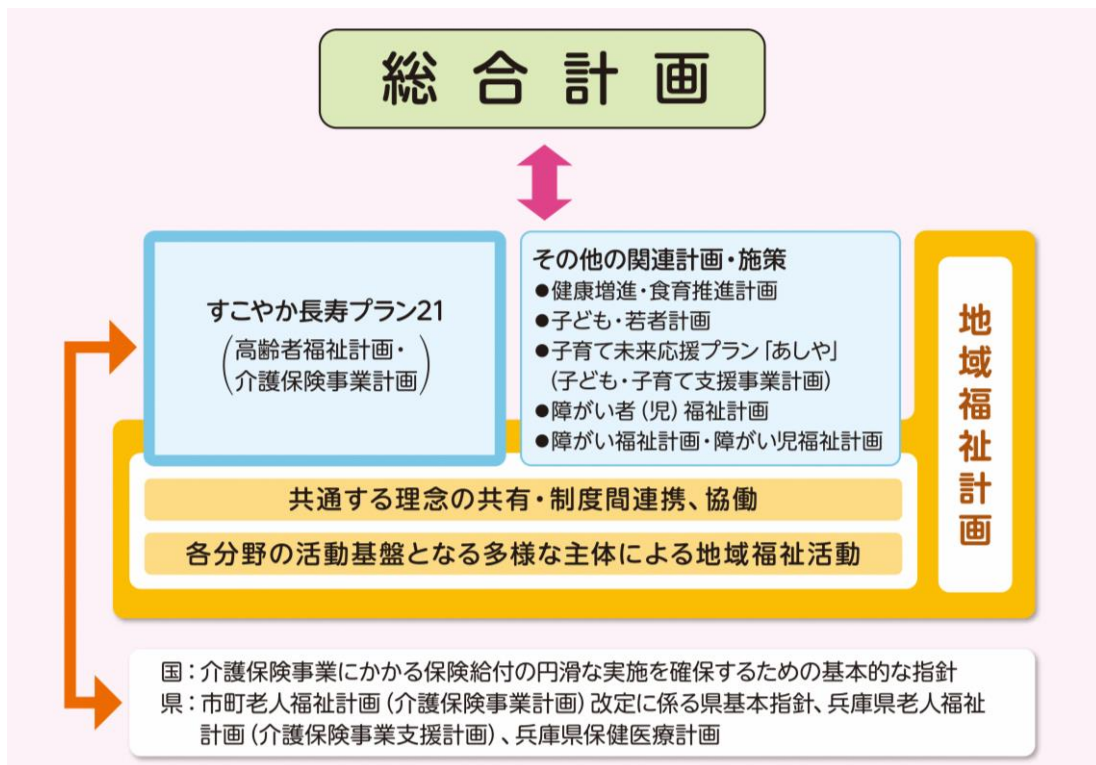 総合計画
すこやか長寿プラン21
(高齢者福祉計画・
介護保険事業計画)
その他の関連計画・施策
●健康増進・食育推進計画
●子ども・若者計画
●子育て未来応援プラン「あしや」
(子ども・子育て支援事業計画)
●障がい者(児)福祉計画
●障がい福祉計画・障がい児福祉計画
地域福祉計画
共通する理念の共有・制度間連携、協働
各分野の活動基盤となる多様な主体による地域福祉活動
国:介護保険事業にかかる保険給付の円滑な実施を確保するための基本的な指針
県:市町老人福祉計画(介護保険事業計画)改定に係る県基本指針、兵庫県老人福祉
計画(介護保険事業支援計画)、兵庫県保健医療計画